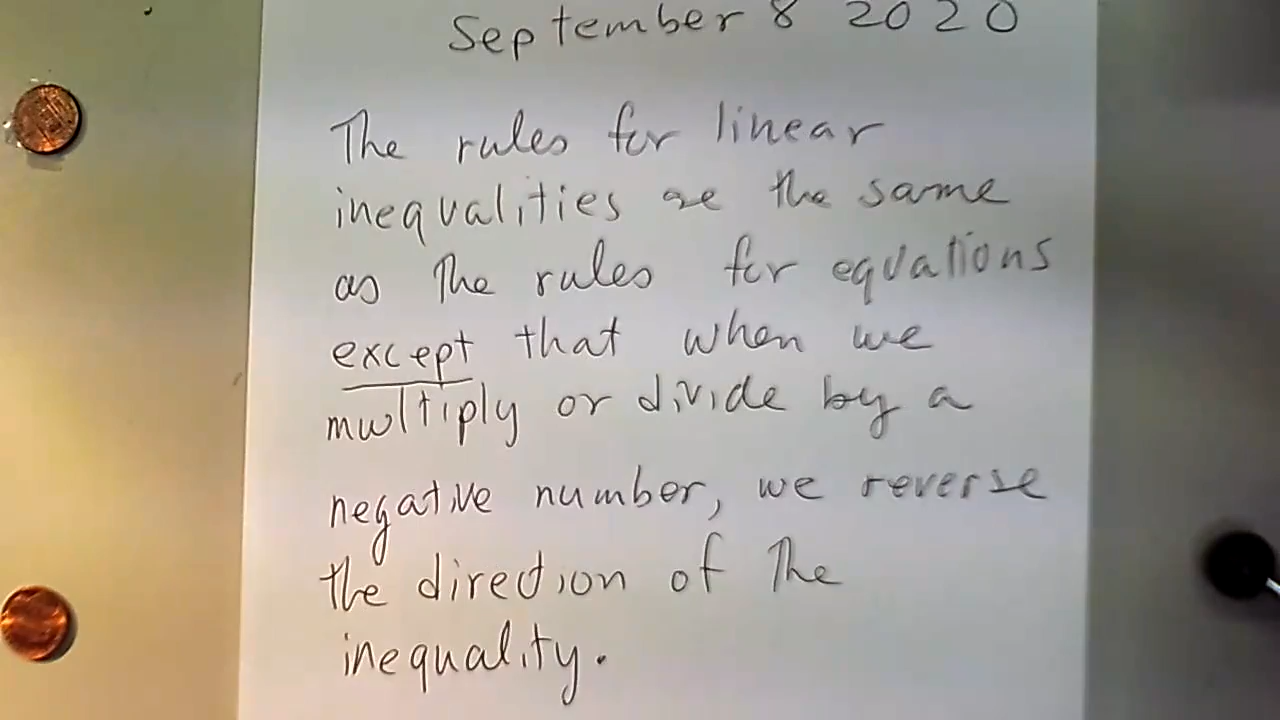 September 8 2020
The rules for linear
inequalities are the same
as the rules for equations
except that when we
multiply or divide by a
negative number, we reverse
the direction of the
inequality.